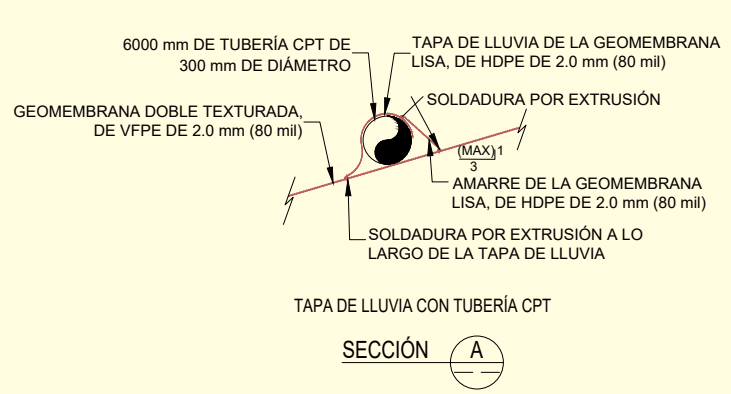 6000 mm DE TUBERÍA CPT DE
300 mm DE DIÁMETRO
TAPA DE LLUVIA DE LA GEOMEMBRANA
LISA, DE HDPE DE 2.0 mm (80 mil)
SOLDADURA POR EXTRUSIÓN
GEOMEMBRANA DOBLE TEXTURADA,
DE VFPE DE 2.0 mm (80 mil)
(MAX) 1
3
AMARRE DE LA GEOMEMBRANA
LISA, DE HDPE DE 2.0 mm (80 mil)
SOLDADURA POR EXTRUSIÓN A LO
LARGO DE LA TAPA DE LLUVIA
TAPA DE LLUVIA CON TUBERÍA CPT
SECCIÓN A